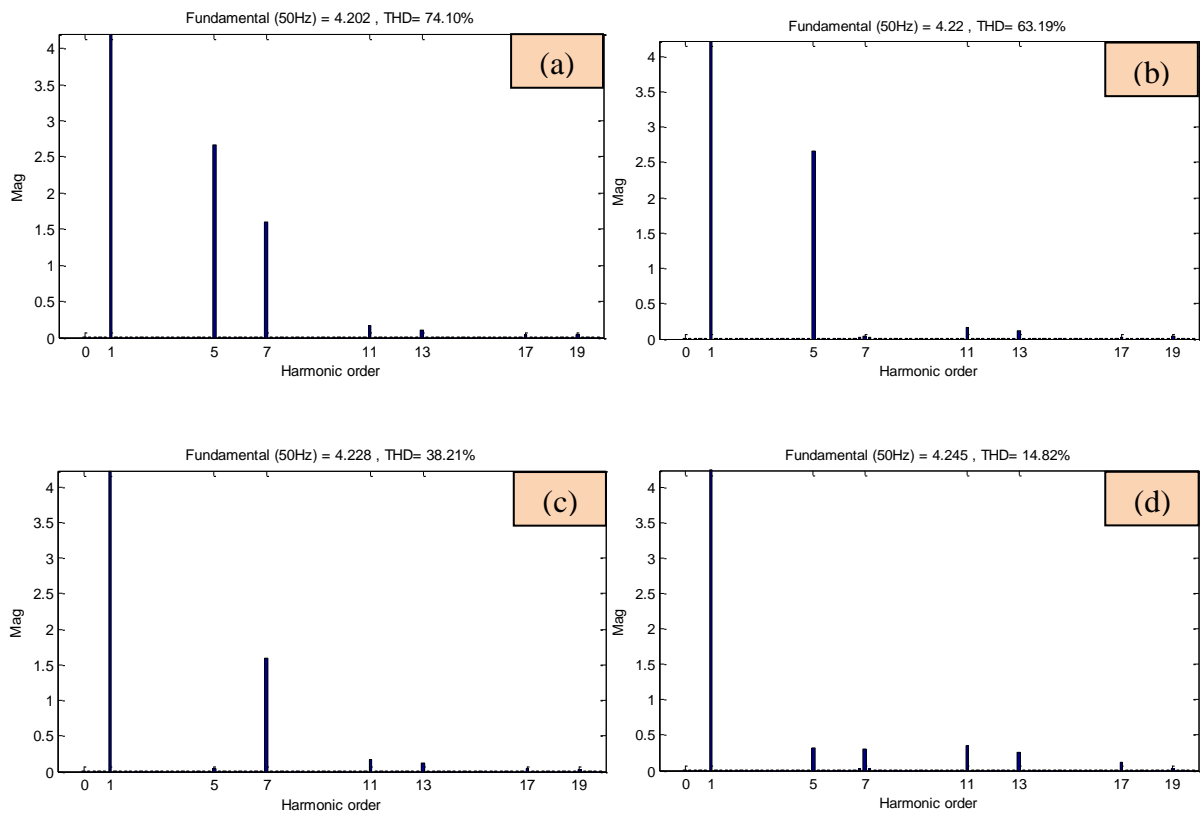 Fundamental (50Hz) = 4.202 , THD= 74.10%
(a)
4
3.5
3
2.5
2
1.5
1
0.5
0
Mag
0 1 5 7 11 13 17 19
Harmonic order
Fundamental (50Hz) = 4.22 , THD= 63.19%
(b)
4
3.5
3
2.5
2
1.5
1
0.5
0
Mag
0 1 5 7 11 13 17 19
Harmonic order
Fundamental (50Hz) = 4.228 , THD= 38.21%
(c)
4
3.5
3
2.5
2
1.5
1
0.5
0
Mag
0 1 5 7 11 13 17 19
Harmonic order
Fundamental (50Hz) = 4.245 , THD= 14.82%
(d)
4
3.5
3
2.5
2
1.5
1
0.5
0
Mag
0 1 5 7 11 13 17 19
Harmonic order